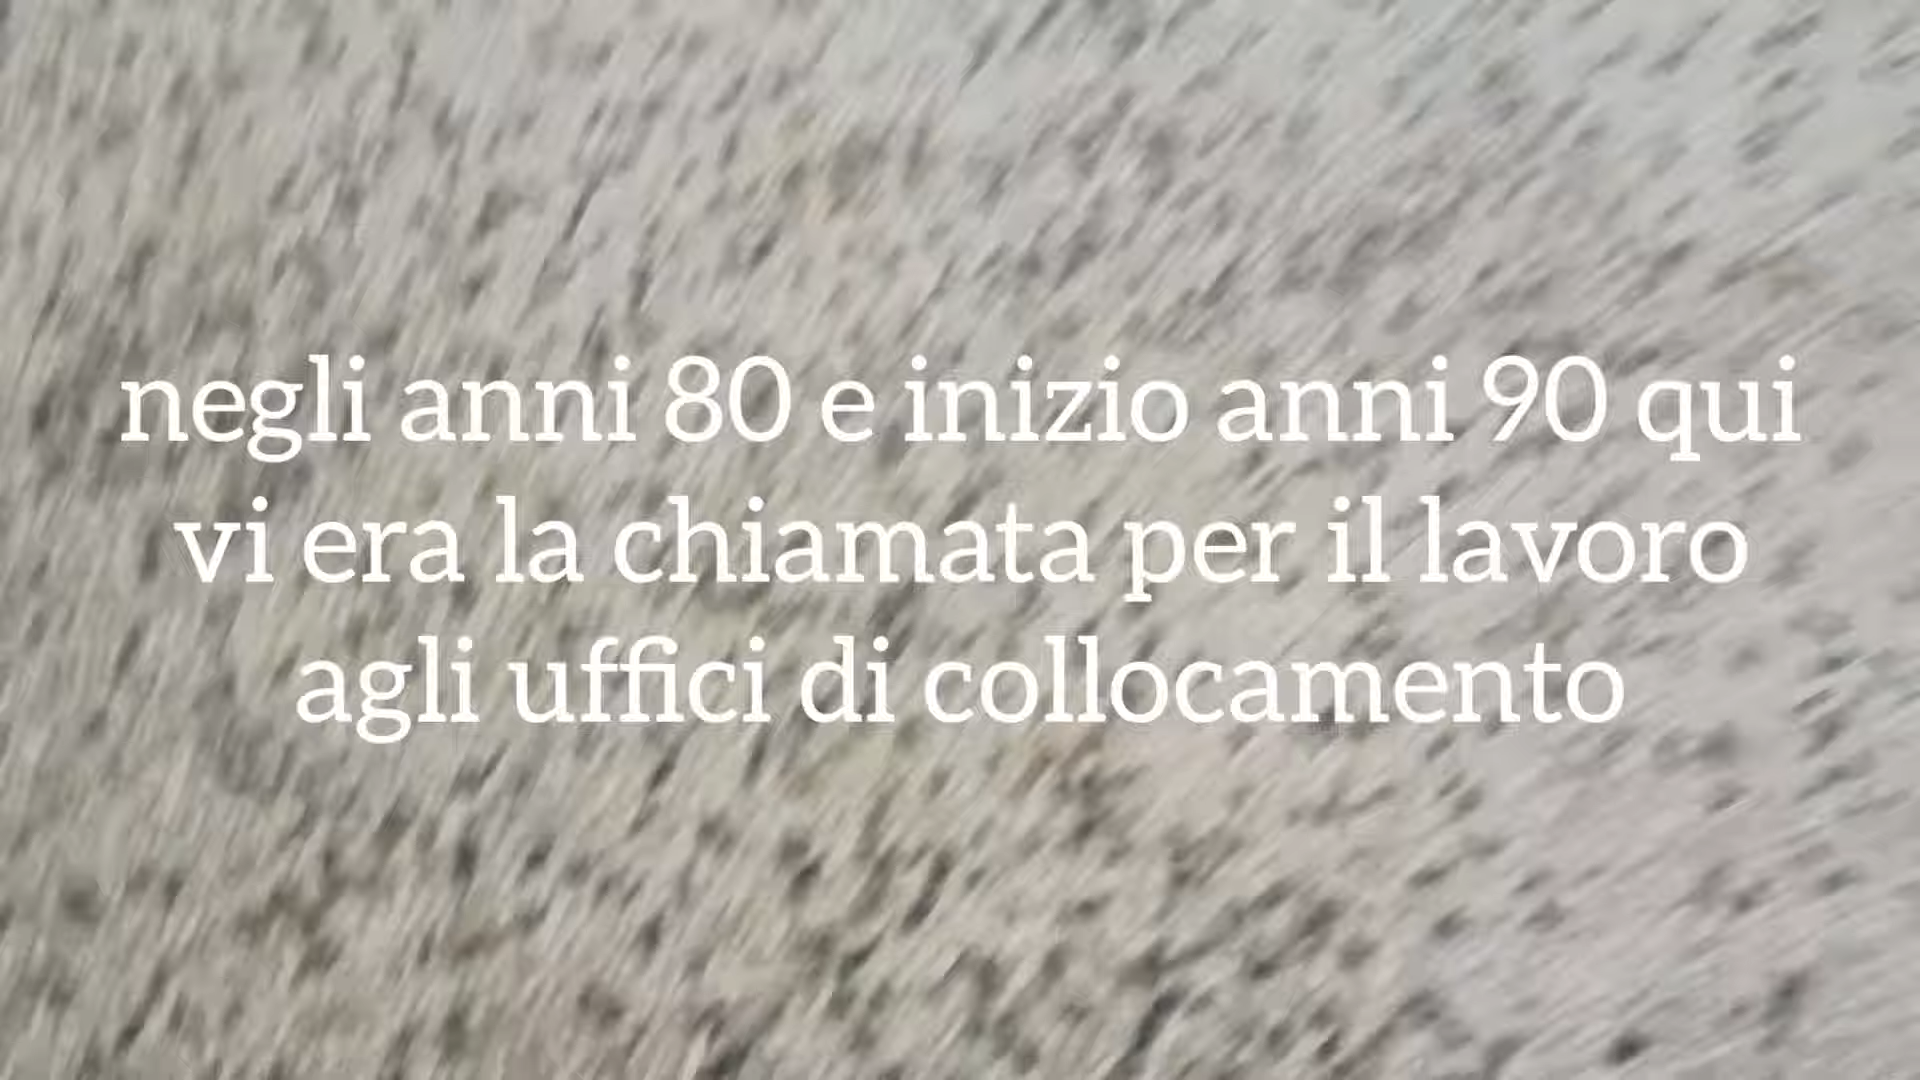 negli anni 80 e inizio anni 90 qui
vi era la chiamata per il lavoro
agli uffici di collocamento